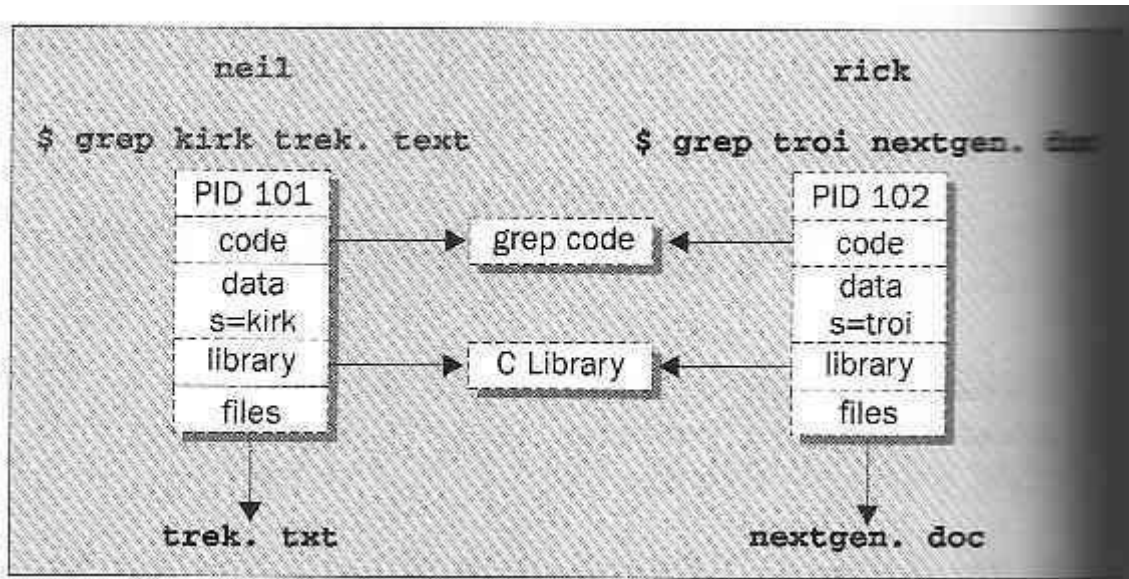 neil
rick
$ grep kirk trek. text
$ grep troi nextgen.
PID 101
code
data
s=kirk
library
files
grep code
C Library
PID 102
code
data
s=troi
library
files
trek. txt
nextgen. doc